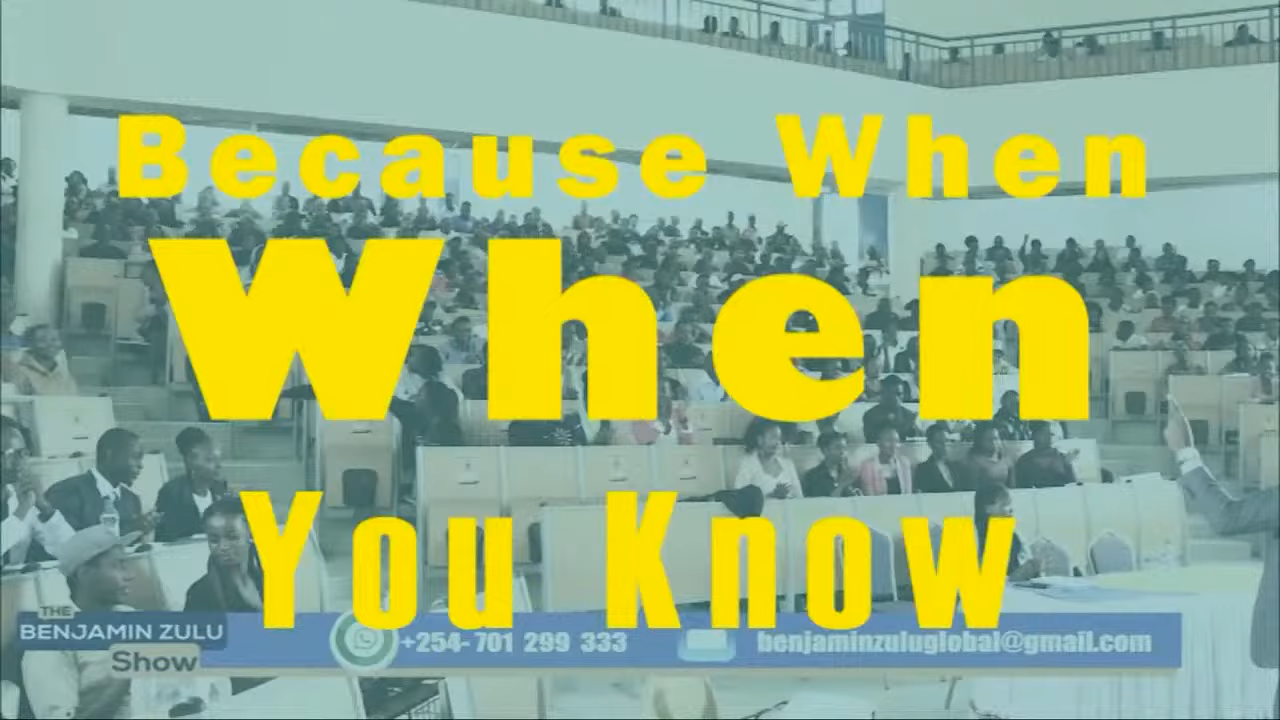 Because When
When
You Know
THE
BENJAMIN ZULU
Show
+254- 701 299 333
benjaminzuluglobal@gmail.com